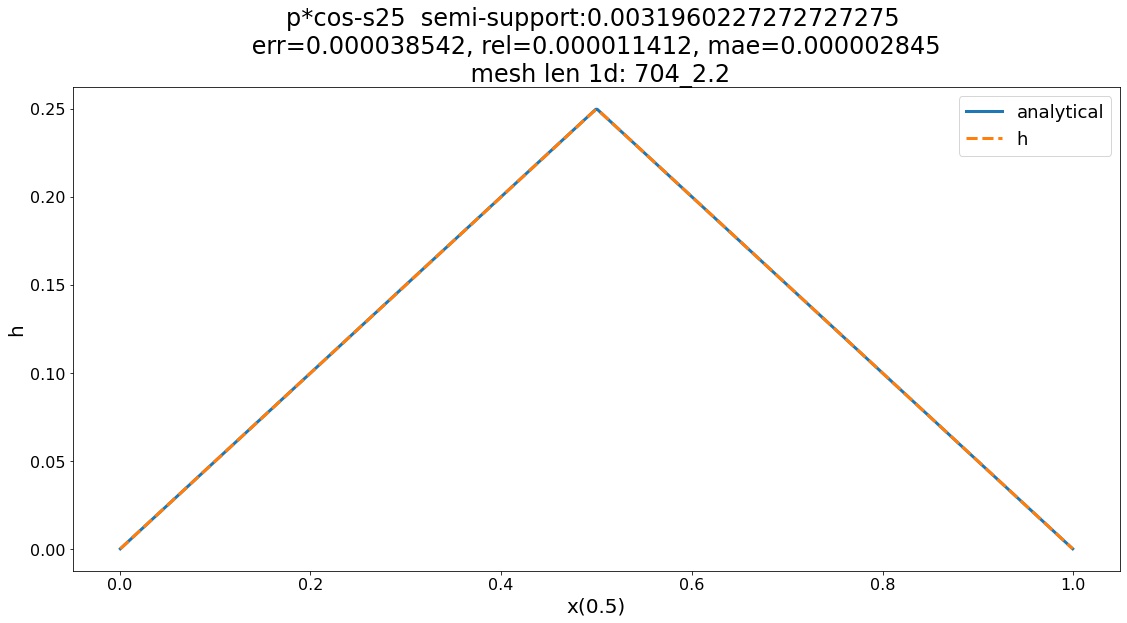 p*cos-s25  semi-support:0.0031960227272727275
err=0.000038542, rel=0.000011412, mae=0.000002845
mesh len 1d: 704_2.2
analytical
h
0.25
0.20
0.15
0.10
0.05
0.00
h
0.0
0.2
0.4
0.6
0.8
1.0
x(0.5)